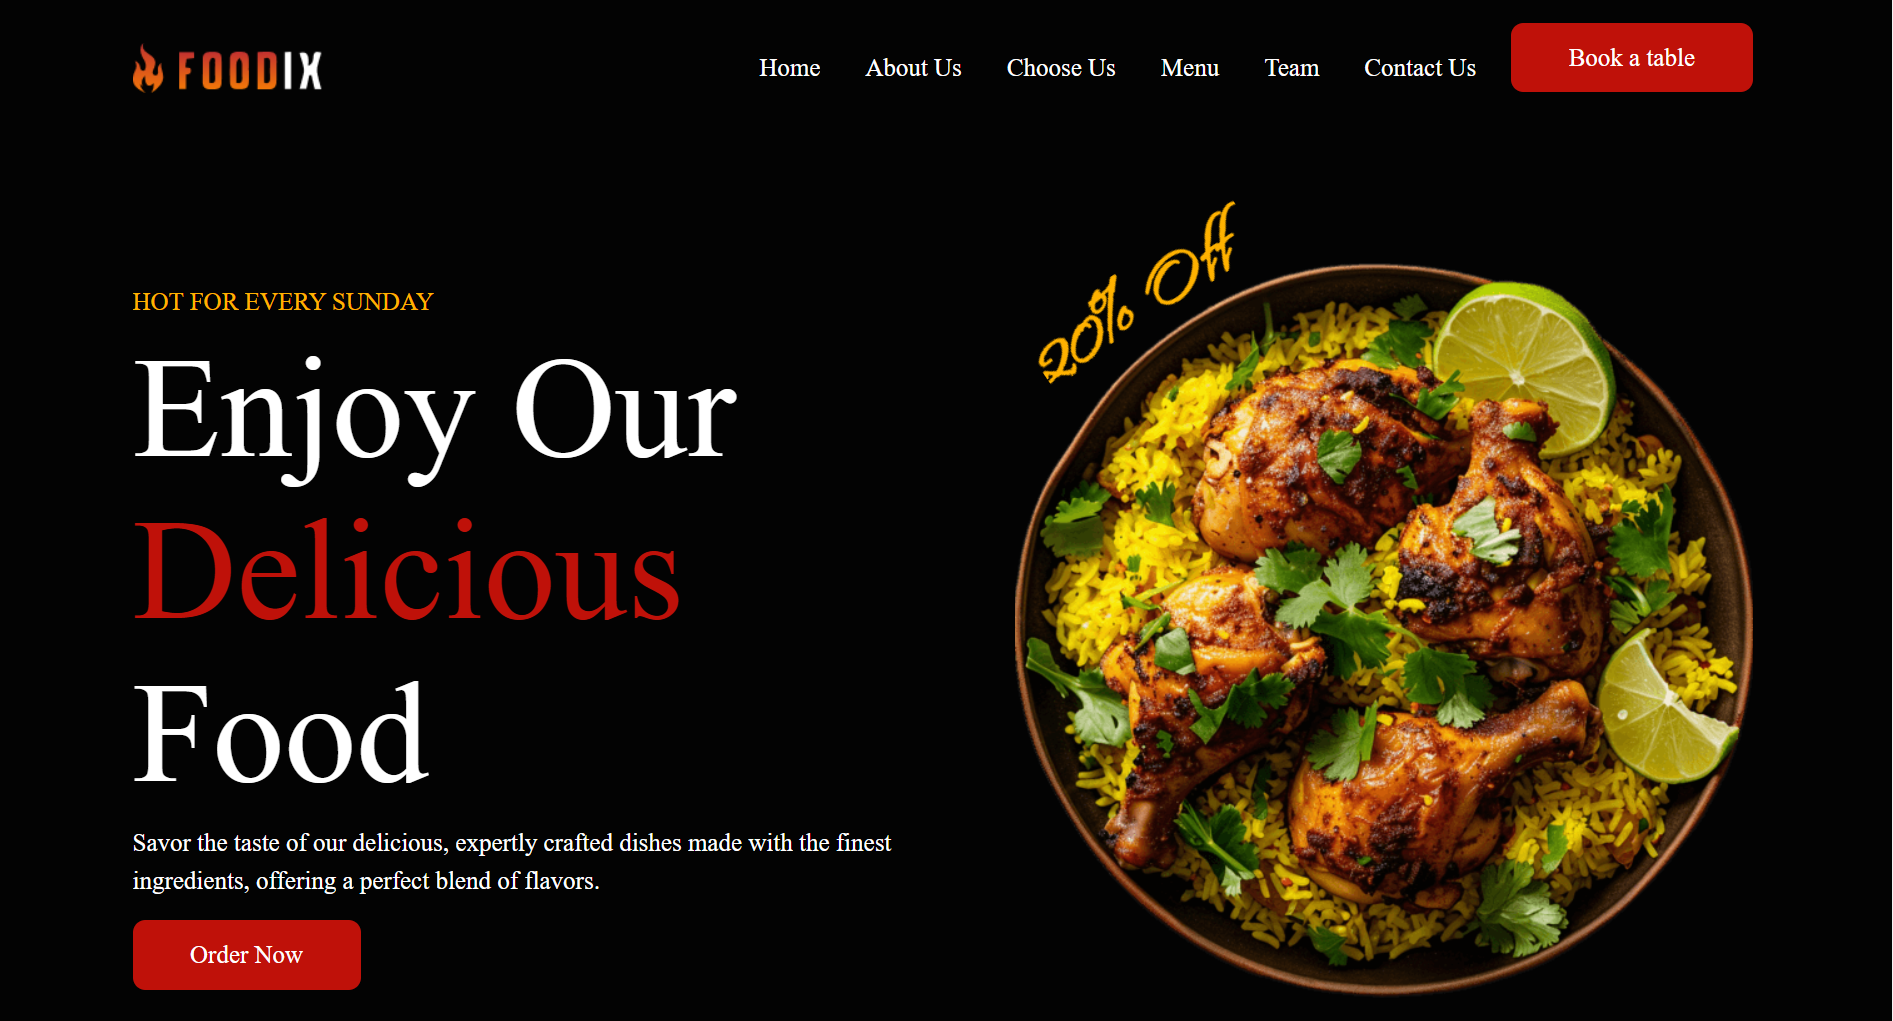 FOODIX
Home
About Us
Choose Us
Menu
Team
Contact Us
Book a table
20% Off
HOT FOR EVERY SUNDAY
Enjoy Our
Delicious
Food
Savor the taste of our delicious, expertly crafted dishes made with the finest
ingredients, offering a perfect blend of flavors.
Order Now